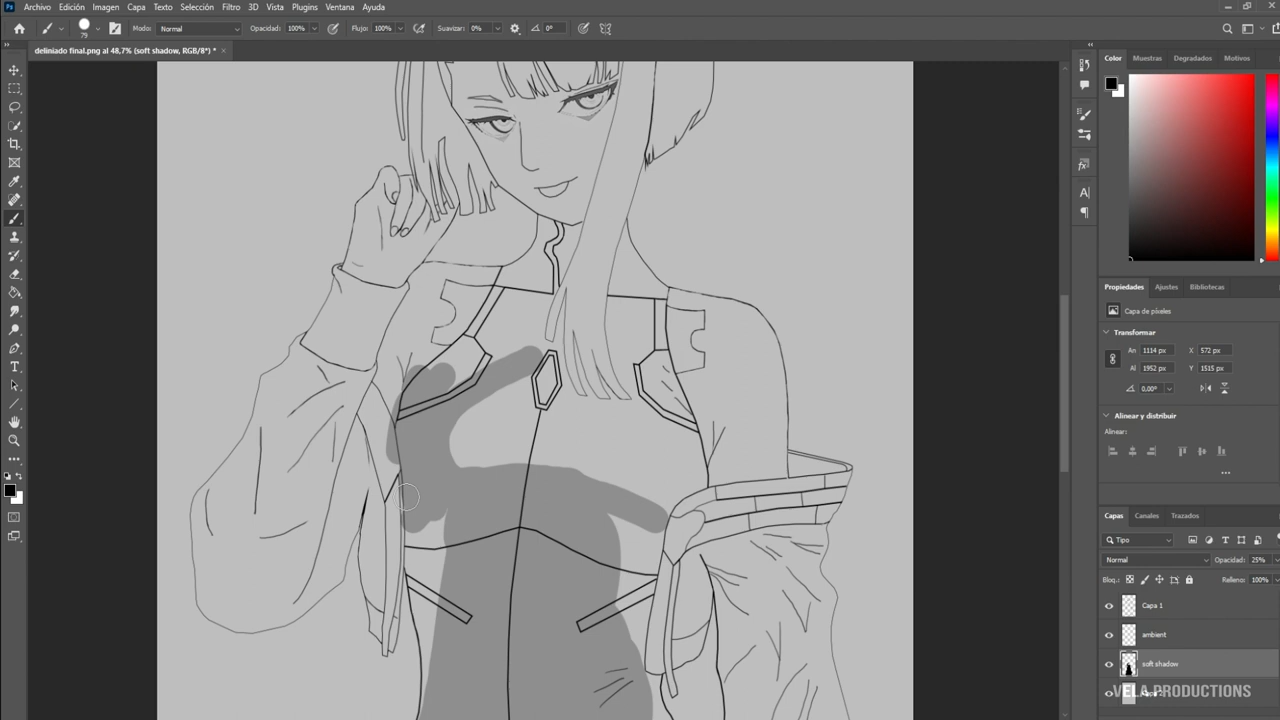 Ps Archivo Edición Imagen Capa Texto Selección Filtro 3D Vista Plugins Ventana Ayuda
79 Modo: Normal Opacidad: 100% Flujo: 100% Suavizar: 0% 0°
deliniado final.png al 48,7% (soft shadow, RGB/8*) * ×
Color Muestras Degradados Motivos
Propiedades Ajustes Bibliotecas
Capa de píxeles
Transformar
An 1114 px X 572 px
Al 1952 px Y 1515 px
0,00°
Alinear y distribuir
Alinear:
...
Capas Canales Trazados
Tipo
Normal Opacidad: 25%
Bloq.: Relleno: 100%
Capa 1
ambient
soft shadow
VELA PRODUCTIONS